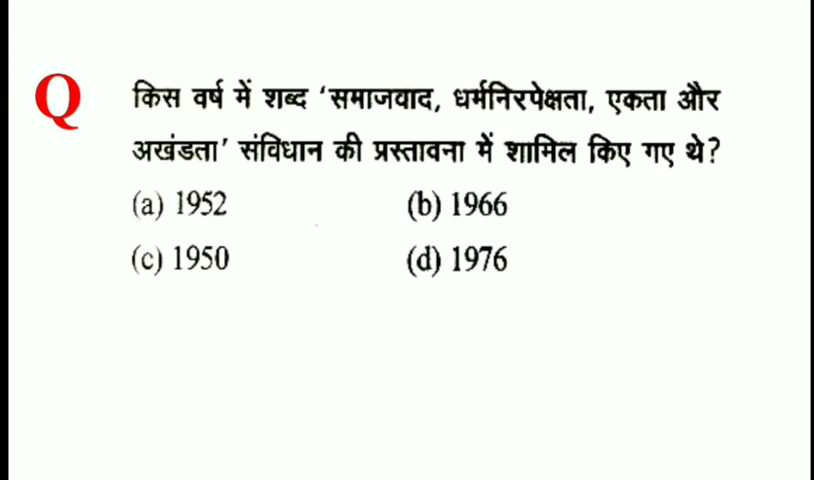 Q किस वर्ष में शब्द ‘समाजवाद, धर्मनिरपेक्षता, एकता और
अखंडता’ संविधान की प्रस्तावना में शामिल किए गए थे?
(a) 1952 (b) 1966
(c) 1950 (d) 1976